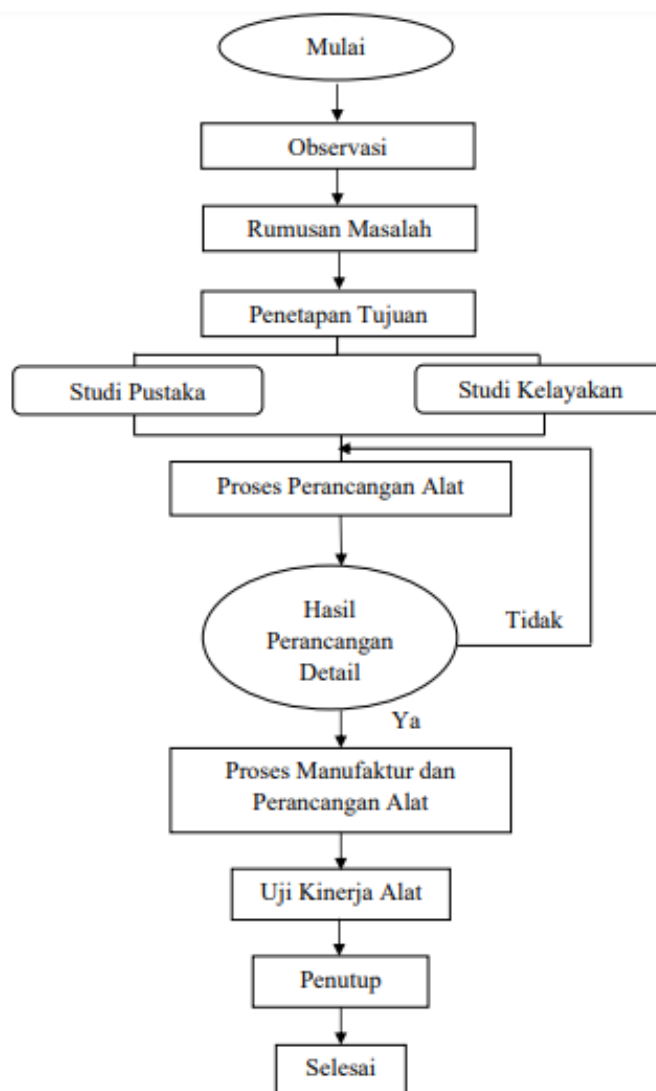 Mulai
Observasi
Rumusan Masalah
Penetapan Tujuan
Studi Pustaka
Studi Kelayakan
Proses Perancangan Alat
Hasil
Perancangan
Detail
Tidak
Ya
Proses Manufaktur dan
Perancangan Alat
Uji Kinerja Alat
Penutup
Selesai